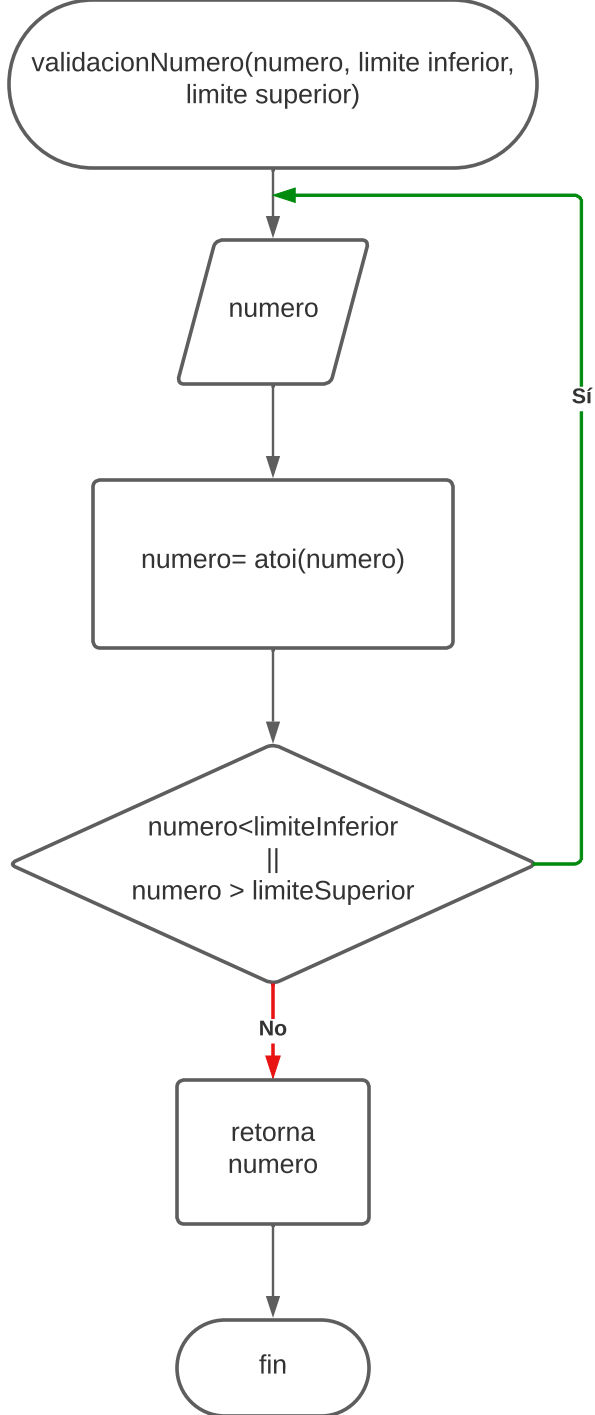 validacionNumero(numero, limite inferior,
limite superior)
numero
Sí
numero= atoi(numero)
numero<limiteInferior
||
numero > limiteSuperior
No
retorna
numero
fin